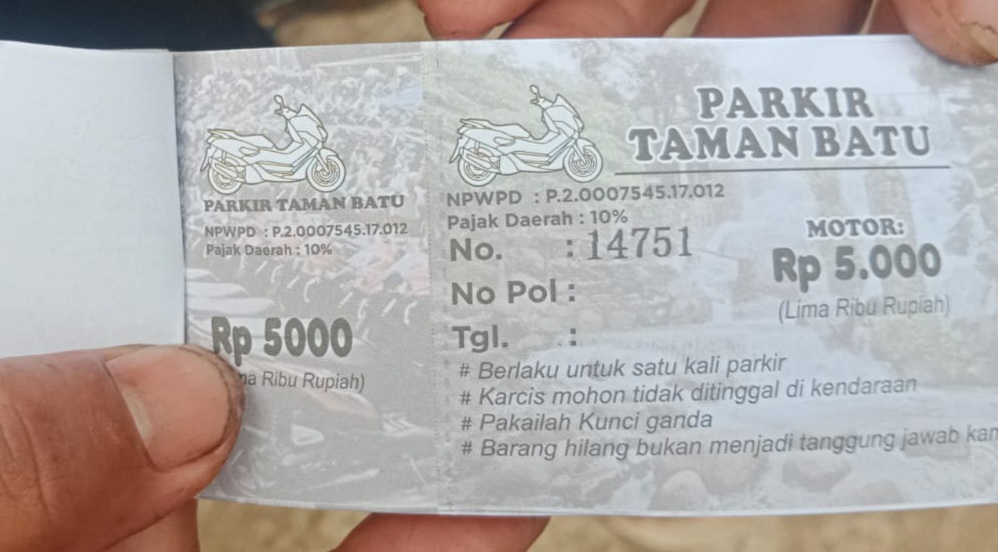 PARKIR TAMAN BATU
NPWPD : P.2.0007545.17.012
Pajak Daerah : 10%
Rp 5000
Ribu Rupiah)
PARKIR
TAMAN BATU
NPWPD : P.2.0007545.17.012
Pajak Daerah : 10%
No. : 14751
No Pol :
Tgl. :
MOTOR:
Rp 5.000
(Lima Ribu Rupiah)
# Berlaku untuk satu kali parkir
# Karcis mohon tidak ditinggal di kendaraan
# Pakailah Kunci ganda
# Barang hilang bukan menjadi tanggung jawab